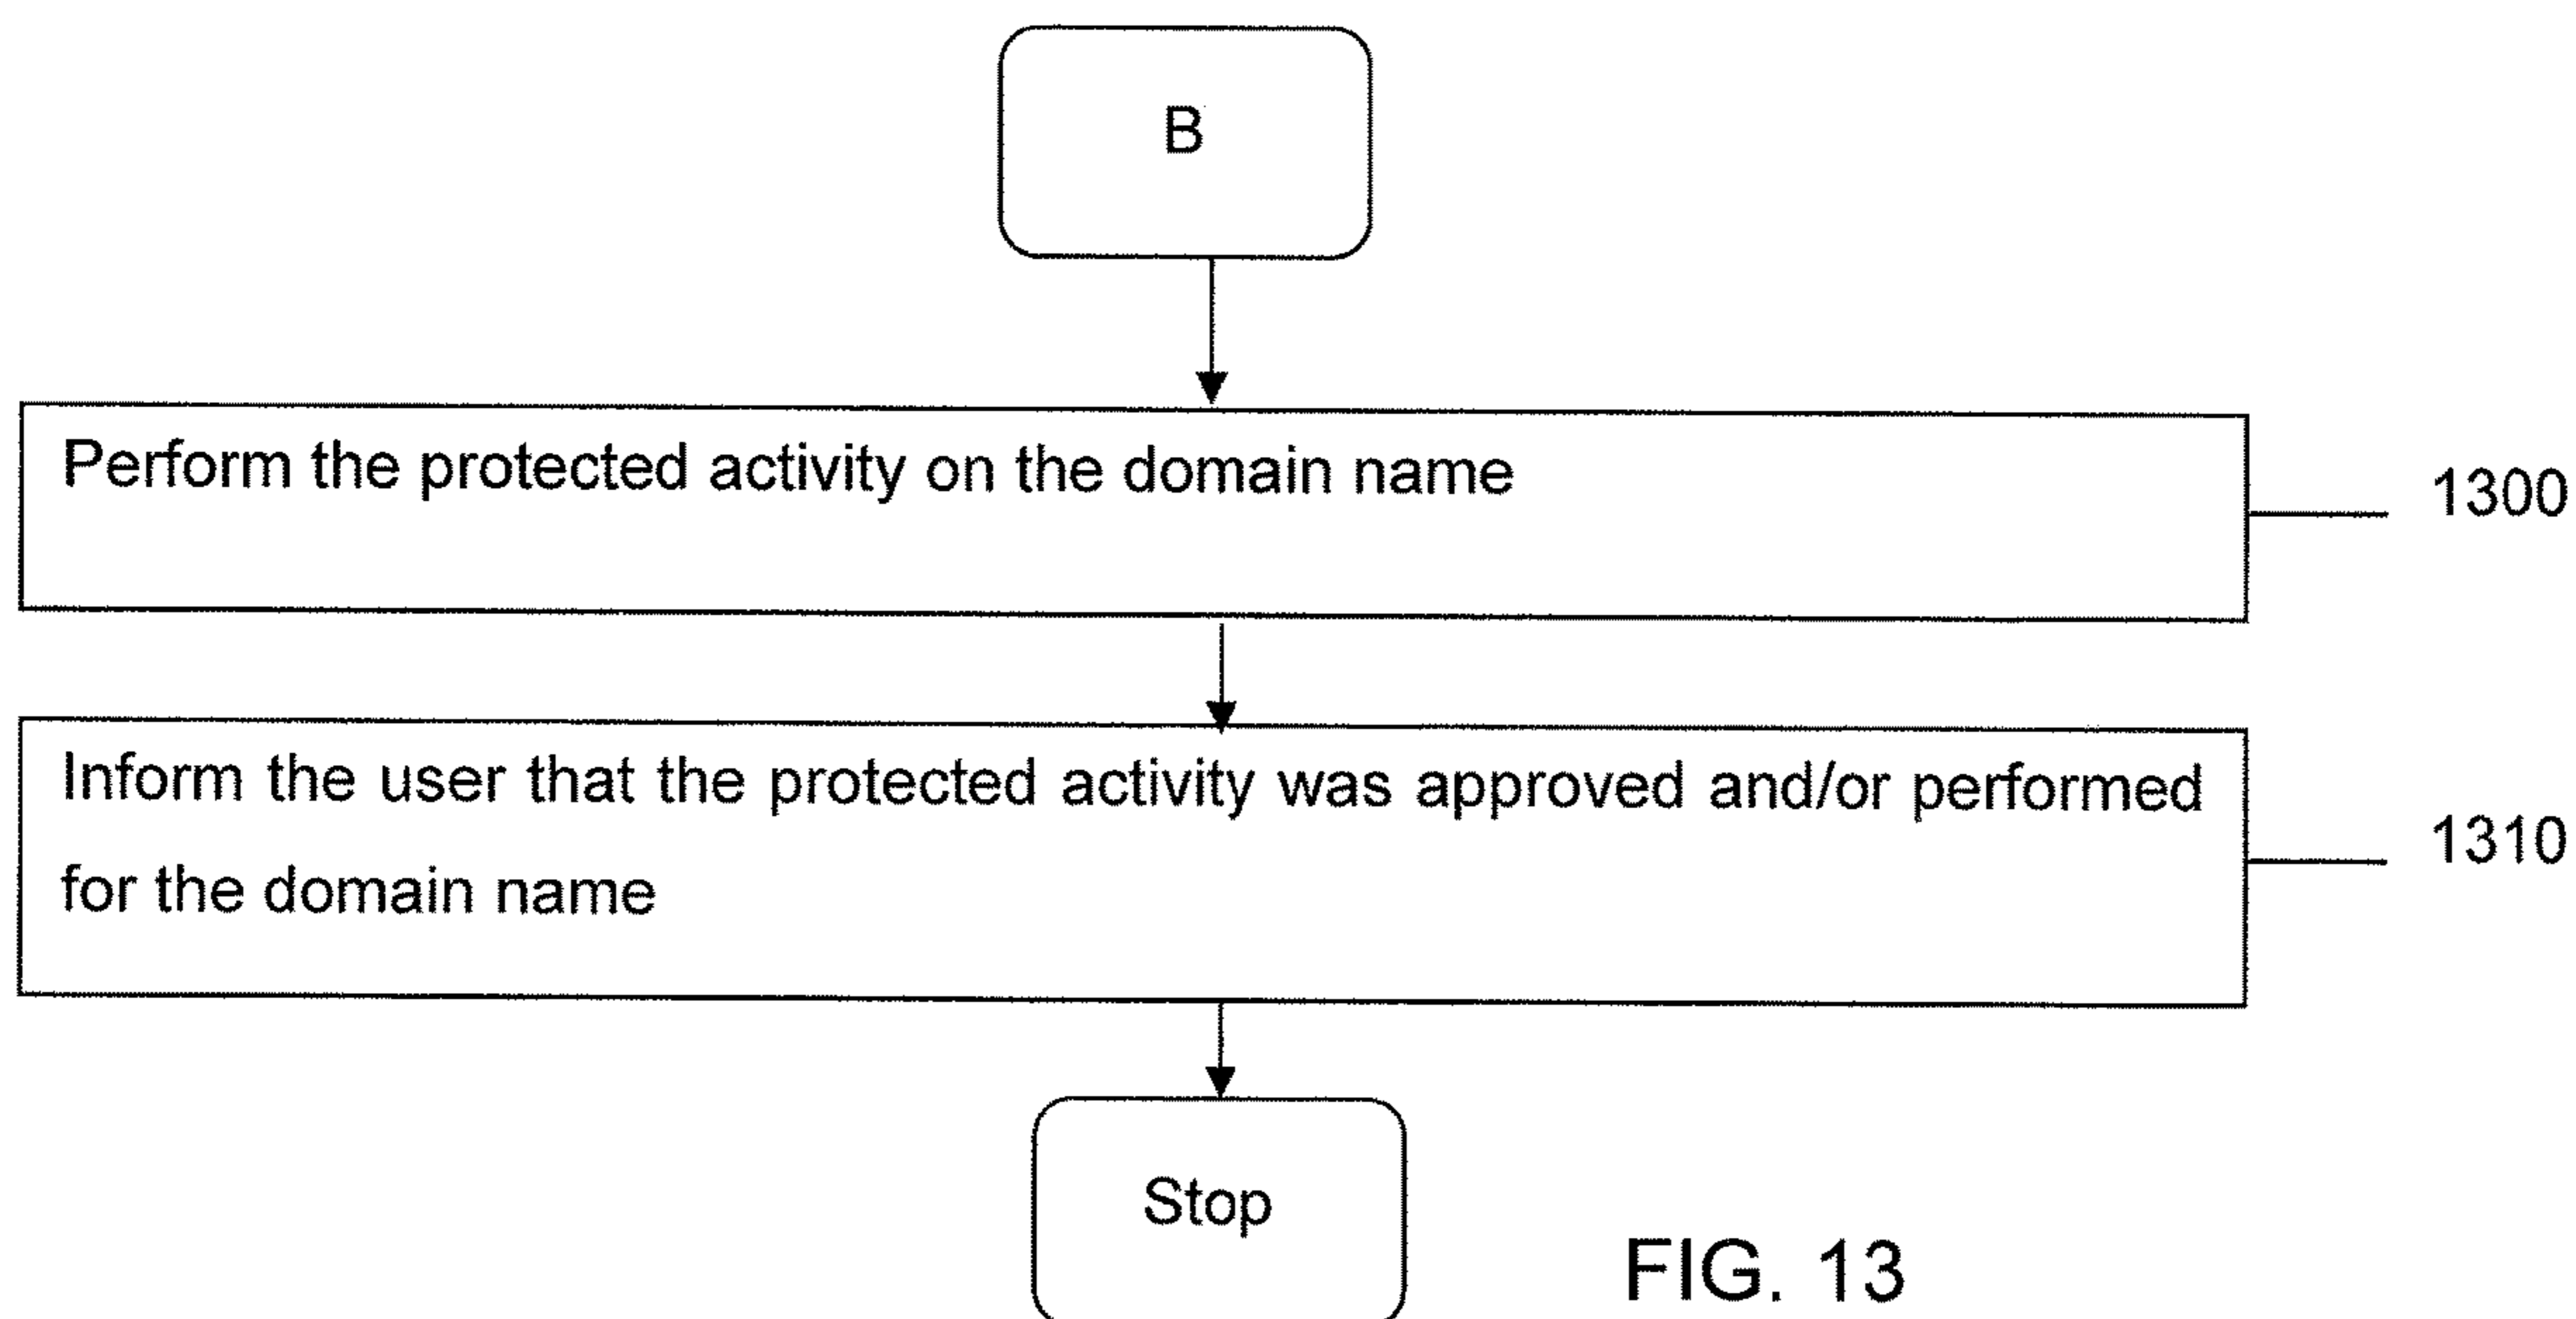 B
Perform the protected activity on the domain name
1300
Inform the user that the protected activity was approved and/or performed
for the domain name
1310
Stop
FIG. 13